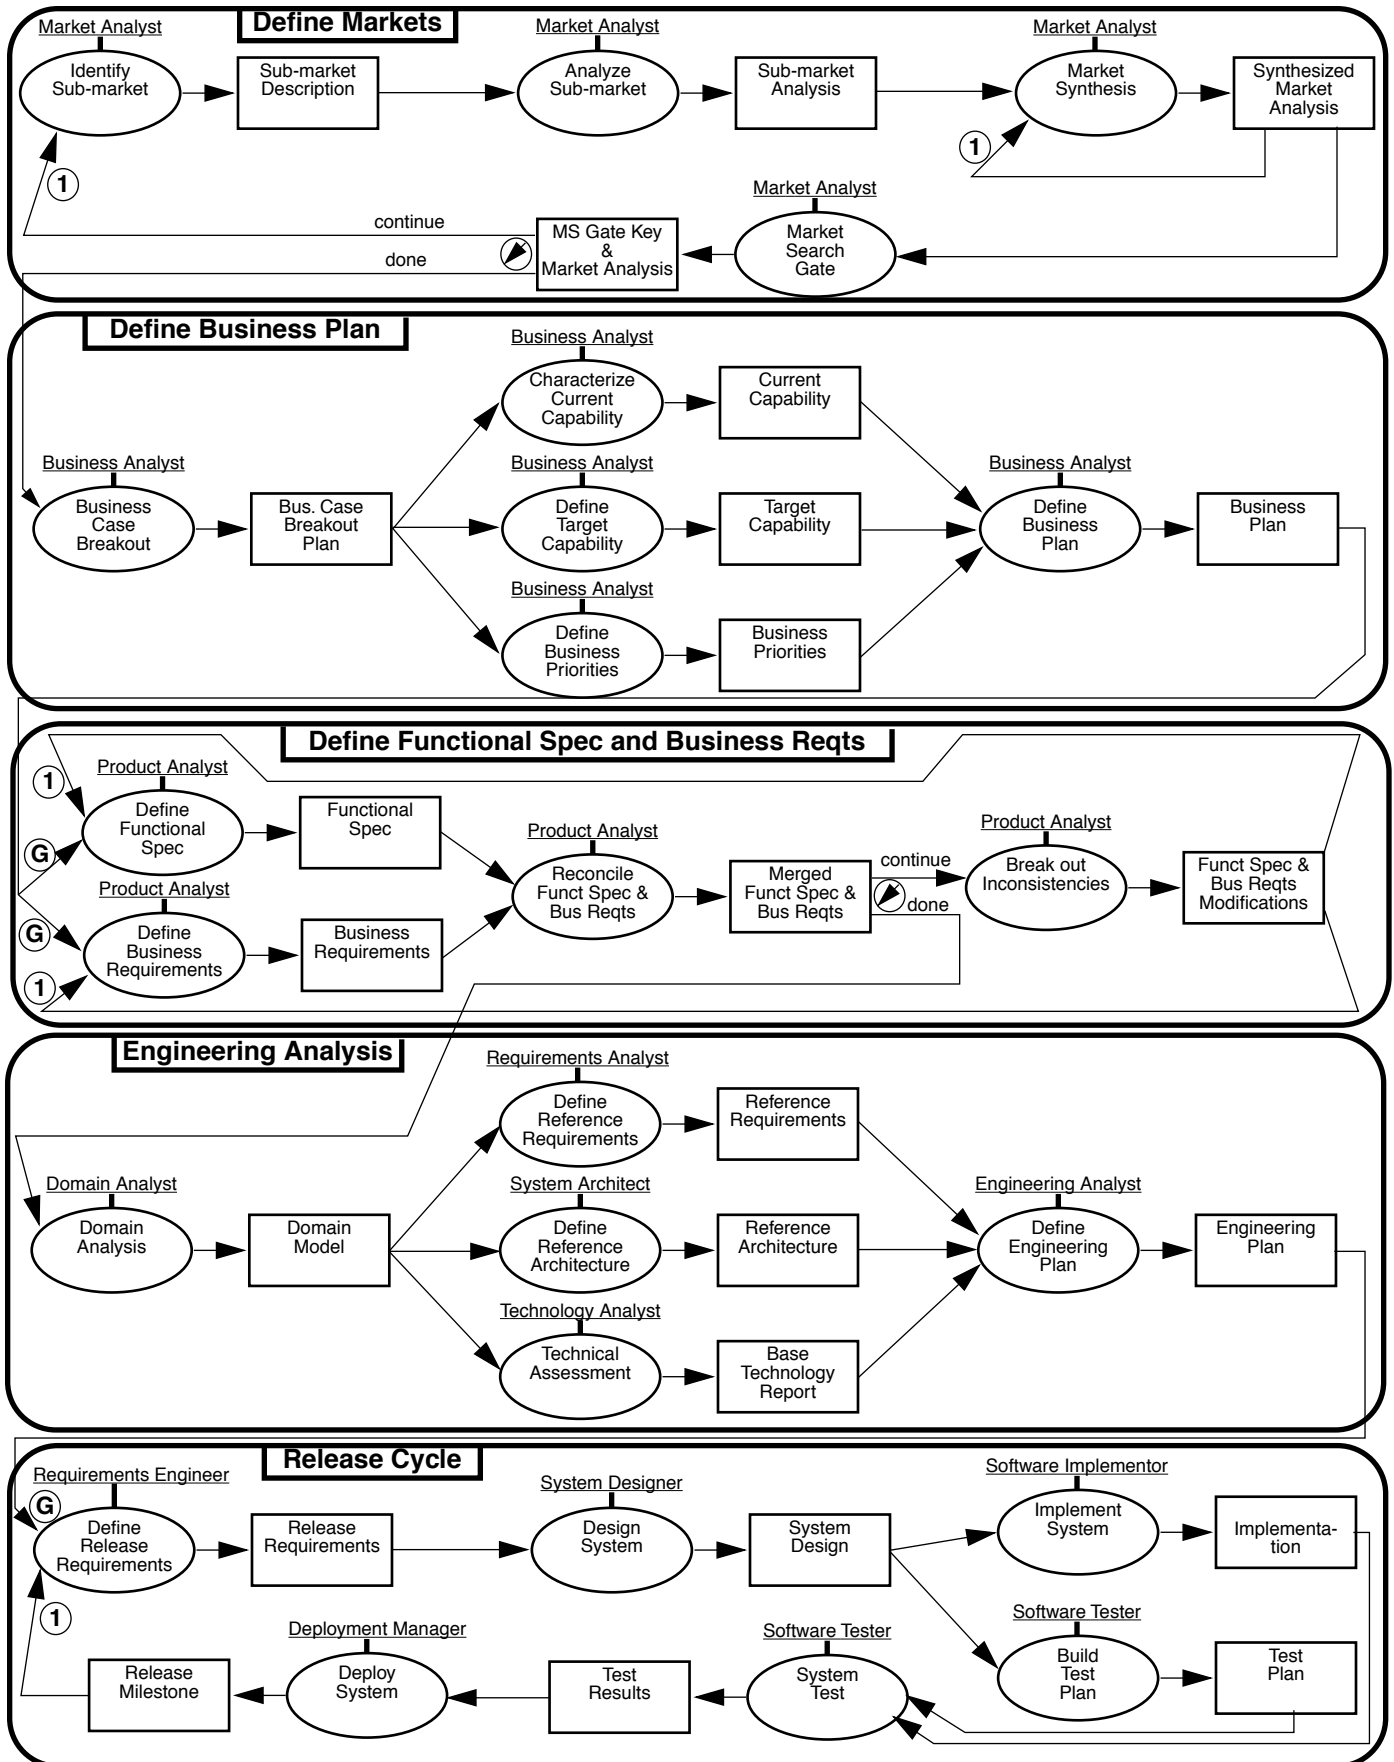 Define Markets
Market Analyst
Identify
Sub-market
Sub-market
Description
Market Analyst
Analyze
Sub-market
Sub-market
Analysis
Market Analyst
Market
Synthesis
Synthesized
Market
Analysis
1
1
Market Analyst
Market
Search
Gate
MS Gate Key
&
Market Analysis
continue
done
Define Business Plan
Business Analyst
Characterize
Current
Capability
Current
Capability
Business Analyst
Business
Case
Breakout
Bus. Case
Breakout
Plan
Business Analyst
Define
Target
Capability
Target
Capability
Business Analyst
Define
Business
Plan
Business
Plan
Business Analyst
Define
Business
Priorities
Business
Priorities
Define Functional Spec and Business Reqts
1
Product Analyst
Define
Functional
Spec
Functional
Spec
G
Product Analyst
Define
Business
Requirements
Business
Requirements
G
1
Product Analyst
Reconcile
Funct Spec &
Bus Reqts
Merged
Funct Spec &
Bus Reqts
continue
done
Product Analyst
Break out
Inconsistencies
Funct Spec &
Bus Reqts
Modifications
Engineering Analysis
Requirements Analyst
Define
Reference
Requirements
Reference
Requirements
Domain Analyst
Domain
Analysis
Domain
Model
System Architect
Define
Reference
Architecture
Reference
Architecture
Engineering Analyst
Define
Engineering
Plan
Engineering
Plan
Technology Analyst
Technical
Assessment
Base
Technology
Report
Release Cycle
Requirements Engineer
G
Define
Release
Requirements
Release
Requirements
System Designer
Design
System
System
Design
Software Implementor
Implement
System
Implementa-
tion
1
Software Tester
Build
Test
Plan
Test
Plan
Software Tester
System
Test
Test
Results
Deployment Manager
Deploy
System
Release
Milestone